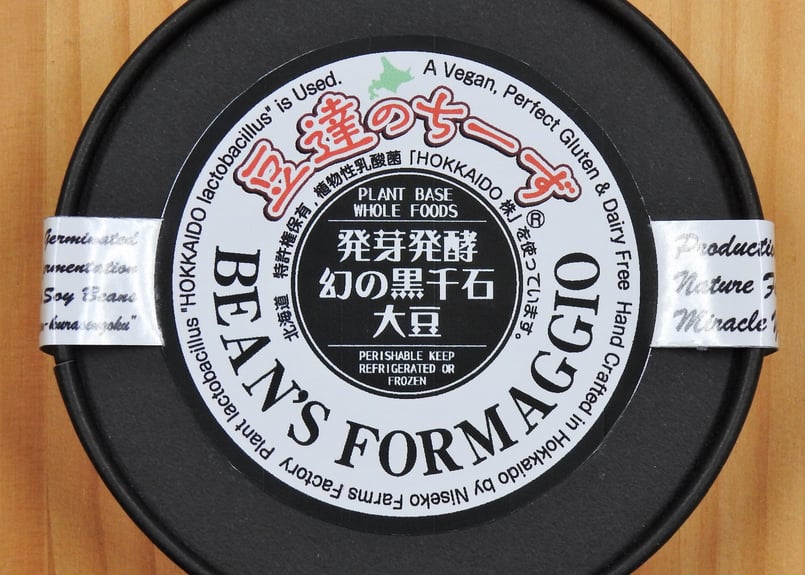 A Vegan, Perfect Gluten & Dairy Free Hand Crafted in Hokkaido by Niseko Farms Factory Plant lactobacillus "HOKKAIDO lactobacillus" is Used.
豆達のちーず®
北海道 特許権保有，植物性乳酸菌「HOKKAIDO 株」を使っています。
PLANT BASE
WHOLE FOODS
発芽発酵
幻の黒千石
大豆
PERISHABLE KEEP
REFRIGERATED OR
FROZEN
BEAN'S FORMAGGIO
Germinated
Soy Beans
Nature
Miracle